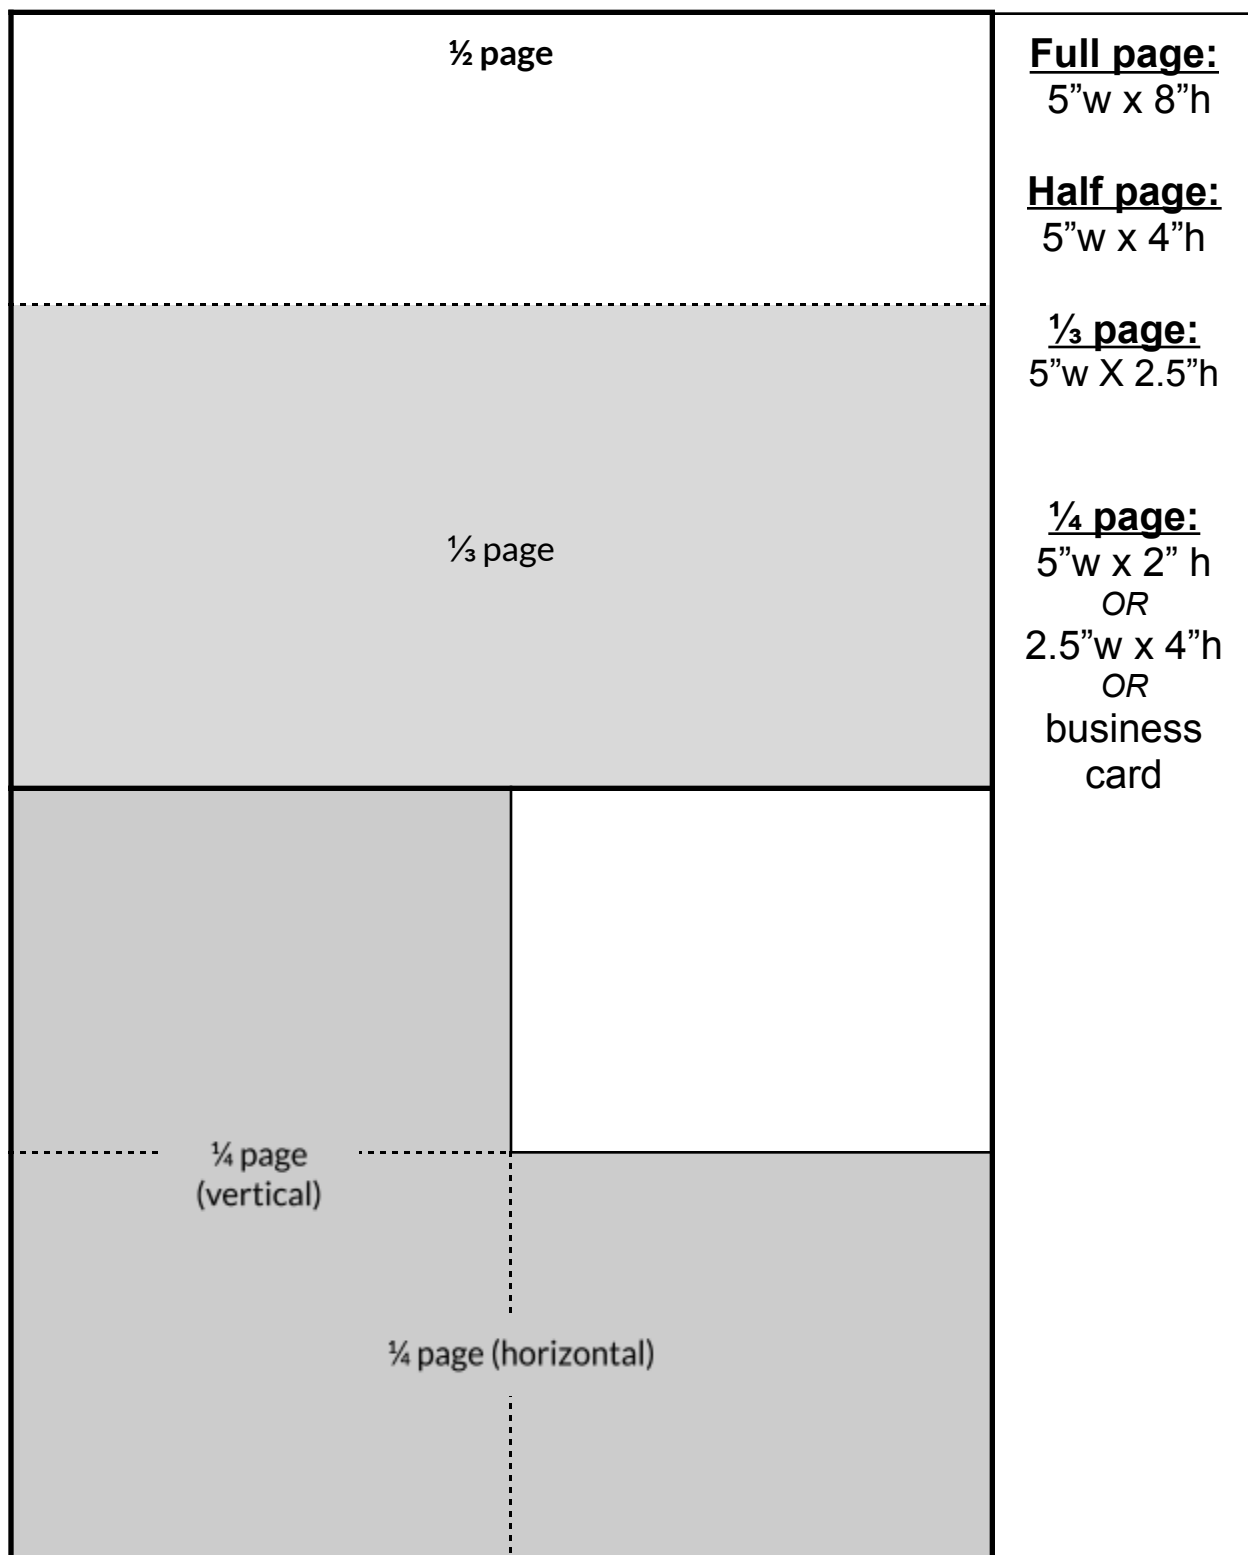 ½ page
⅓ page
¼ page
(vertical)
¼ page (horizontal)
Full page:
5”w x 8”h
Half page:
5”w x 4”h
⅓ page:
5”w X 2.5”h
¼ page:
5”w x 2” h
OR
2.5”w x 4”h
OR
business
card